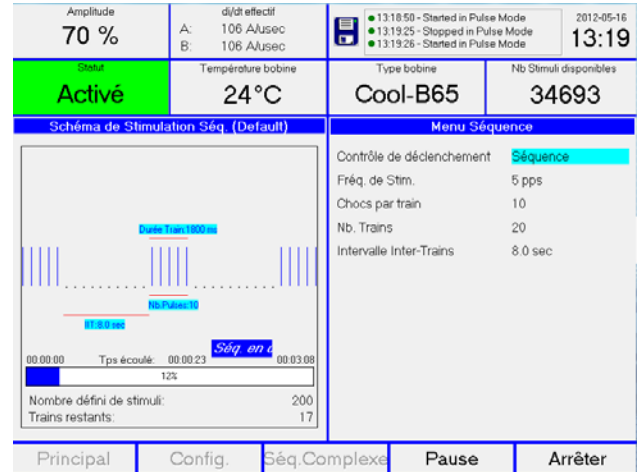 Amplitude
70 %
di/dt effectif
A: 106 A/usec
B: 106 A/usec
13:18:50 - Started in Pulse Mode
13:19:25 - Stopped in Pulse Mode
13:19:26 - Started in Pulse Mode
2012-05-16
13:19
Statut
Activé
Température bobine
24°C
Type bobine
Cool-B65
Nb Stimuli disponibles
34693
Schéma de Stimulation Séq. (Default)
Durée Train:1800 ms
Nb.Pulses:10
IIT:8.0 sec
Séq. en c
00:00:00 Tps écoulé: 00:00:23 00:03:08
12%
Nombre défini de stimuli: 200
Trains restants: 17
Menu Séquence
Contrôle de déclenchement Séquence
Fréq. de Stim. 5 pps
Chocs par train 10
Nb. Trains 20
Intervalle Inter-Trains 8.0 sec
Principal Config. Séq.Complexe Pause Arrêter